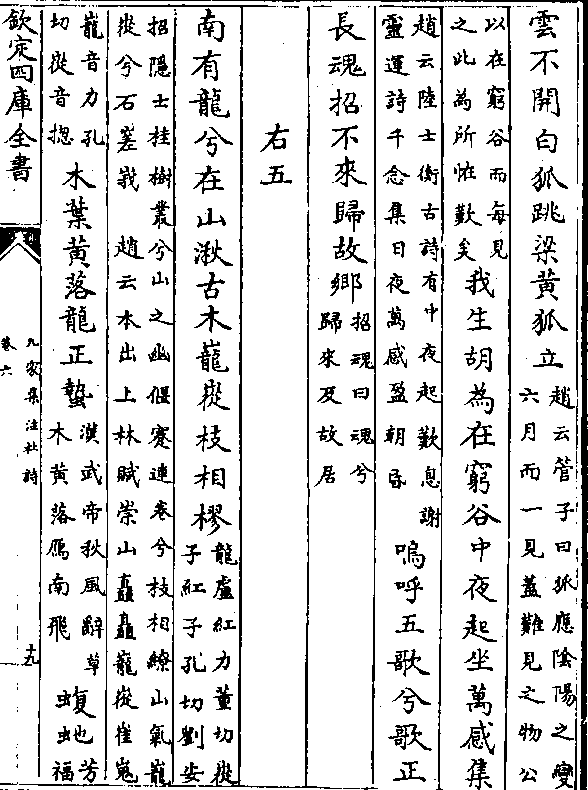 雲不開白狐跳梁黃狐立趙云管子曰狐應陰陽之變
六月而一見蓋難見之物公
以在窮谷而每見
之此為所怪歎矣我生胡為在窮谷中夜起坐萬感集
趙云陸士衡古詩有中夜起歎息謝
靈運詩千念集日夜萬感盈朝昏嗚呼五歌兮歌正
長魂招不來歸故鄉招魂曰魂兮
歸來反故居
右五
南有龍兮在山湫古木巃嵸枝相樛龍盧紅力董切嵸
子紅子孔切劉安
招隱士桂樹叢兮山之幽偃蹇連卷兮枝相繚山氣巃
嵸兮石嵳峩 趙云本出上林賦崇山矗矗巃嵸崔嵬
巃音力孔
切嵸音揔木葉黃落龍正蟄漢武帝秋風辭草
木黃落鴈南飛蝮虵芳
福
欽定四庫全書
九家集注杜詩
卷六
十九